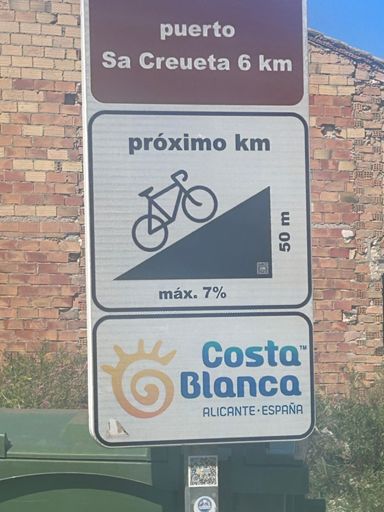 puerto
Sa Creueta 6 km
próximo km
50 m
máx. 7%
Costa™
Blanca
ALICANTE·ESPAÑA